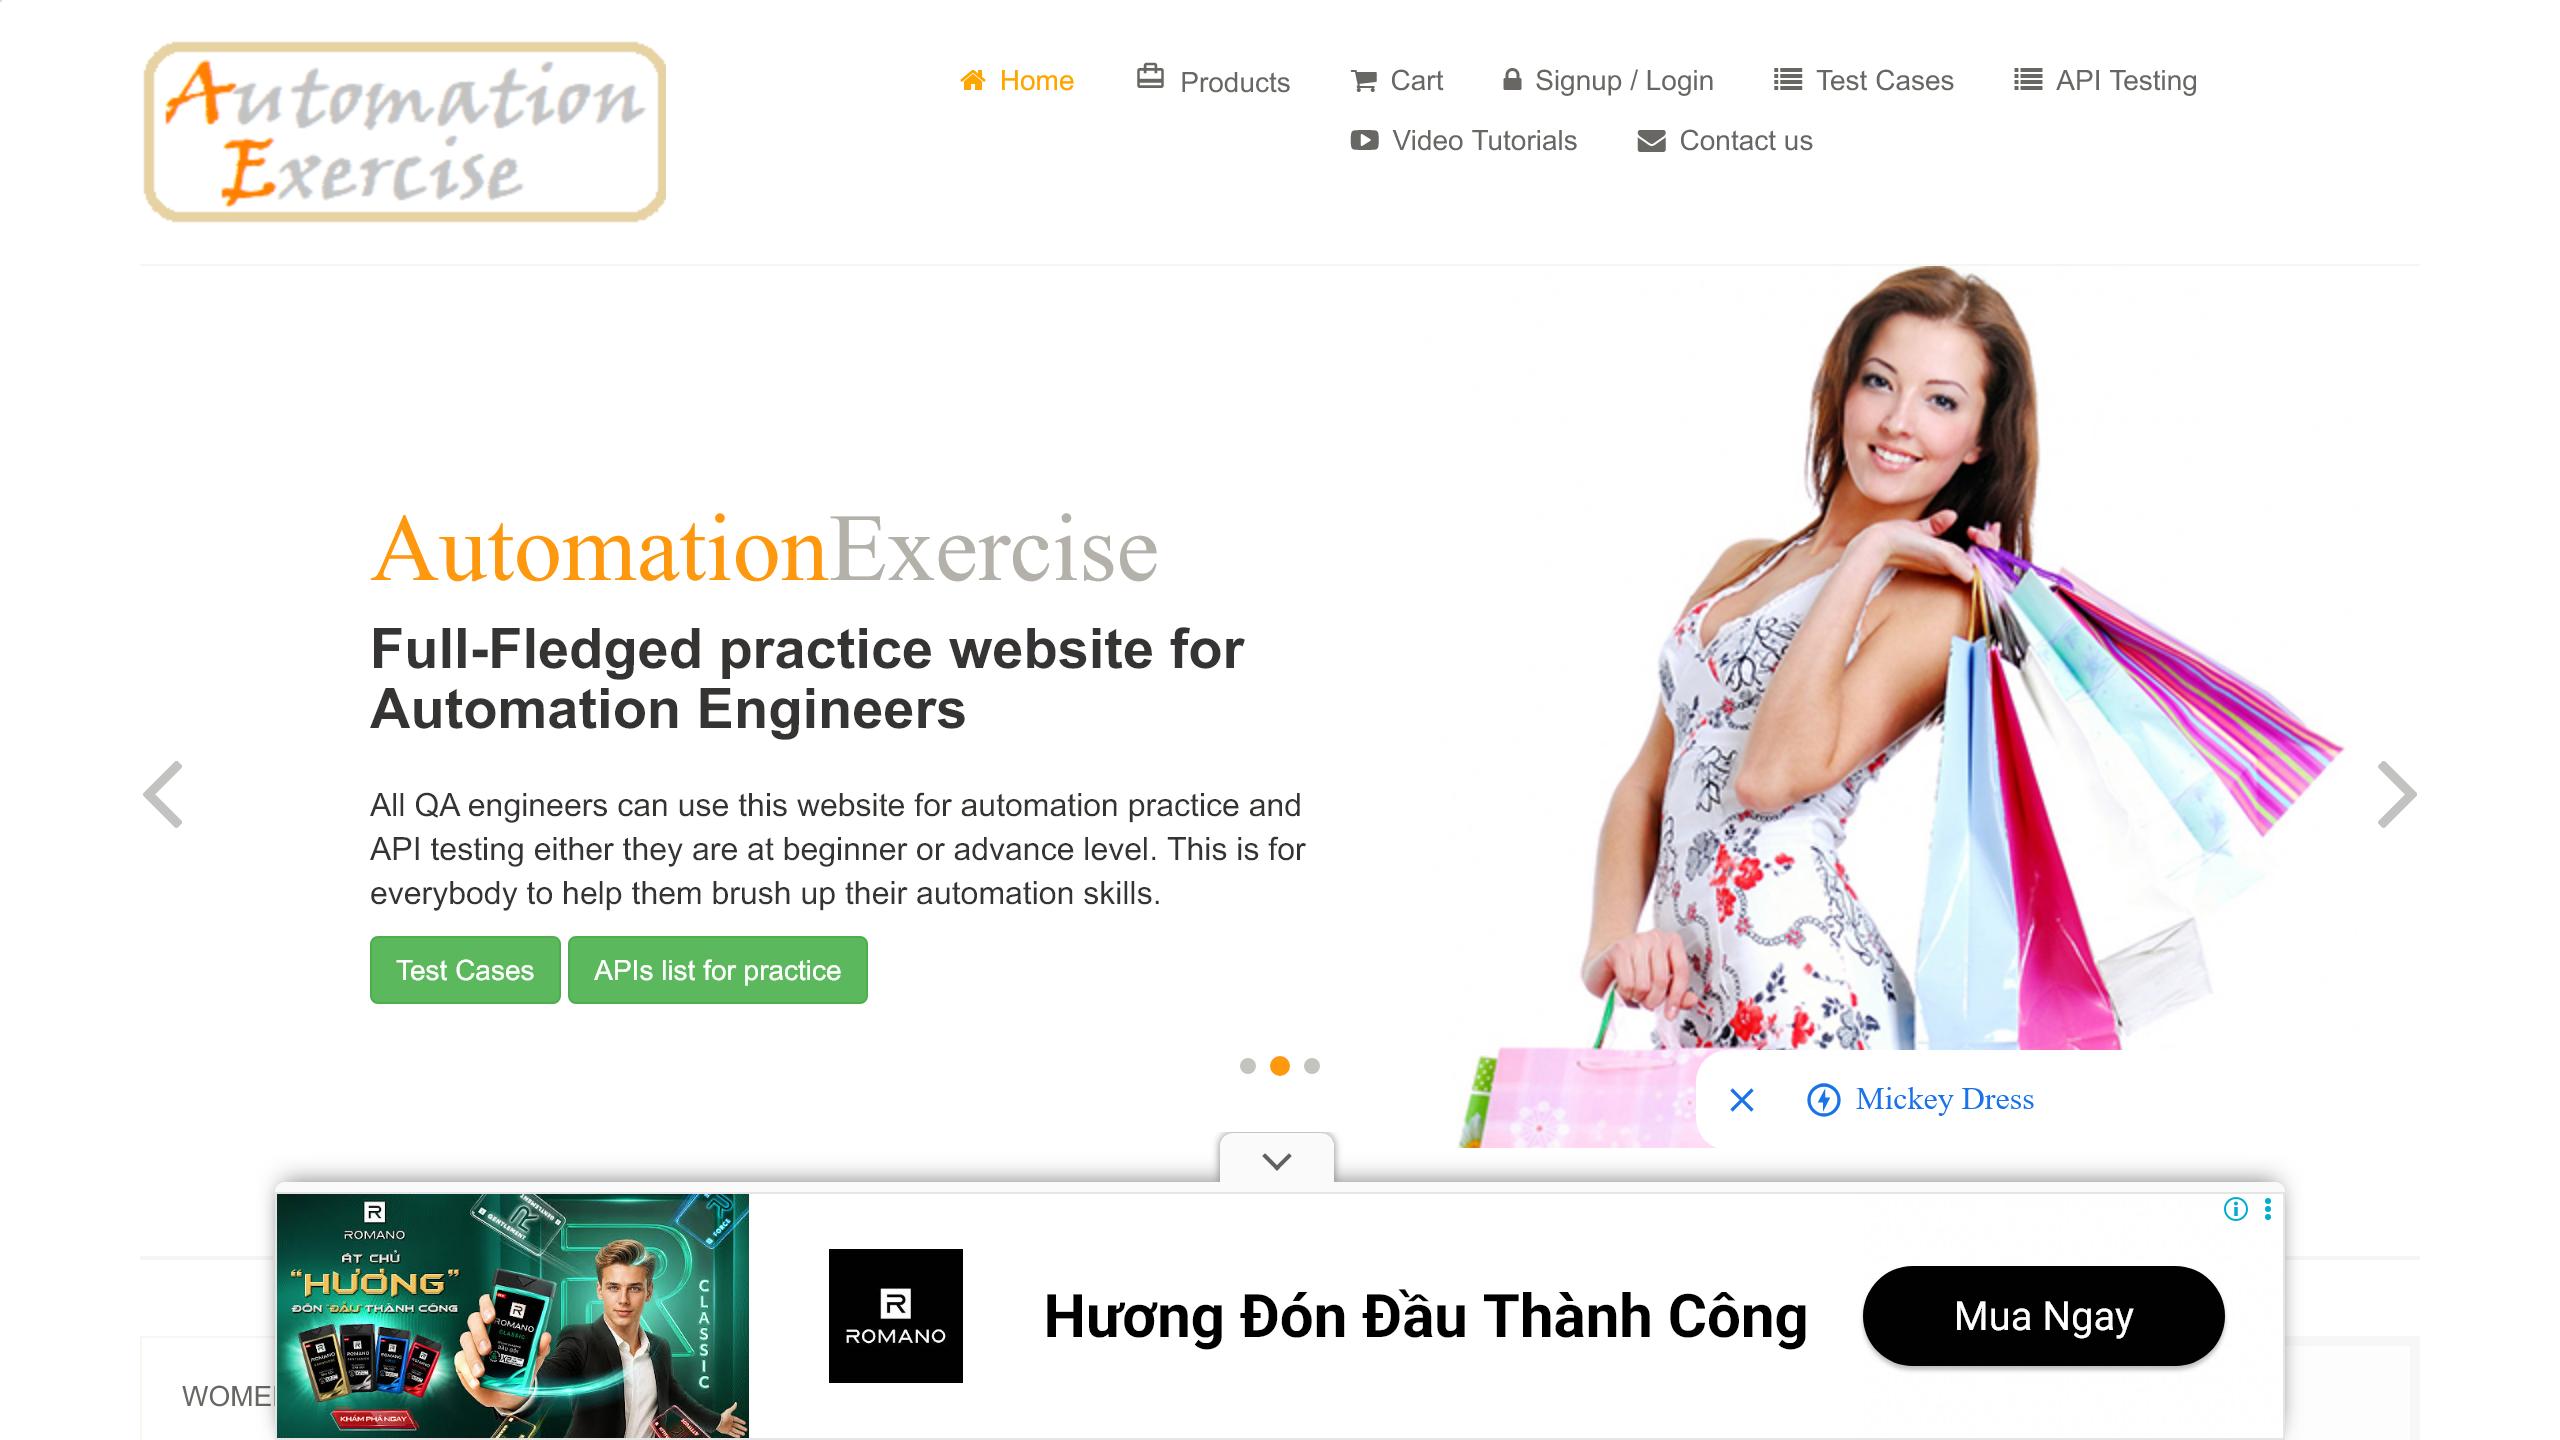 Automation
Exercise
Home
Products
Cart
Signup / Login
Test Cases
API Testing
Video Tutorials
Contact us
AutomationExercise
Full-Fledged practice website for
Automation Engineers
All QA engineers can use this website for automation practice and
API testing either they are at beginner or advance level. This is for
everybody to help them brush up their automation skills.
Test Cases
APIs list for practice
Mickey Dress
ROMANO
ÁT CHỦ
"HƯƠNG"
ĐÓN "ĐẦU" THÀNH CÔNG
KHÁM PHÁ NGAY
GENTLEMENT
FORCE
CLASSIC
ROMANO
CLASSIC
ROMANO
Hương Đón Đầu Thành Công
Mua Ngay
WOME